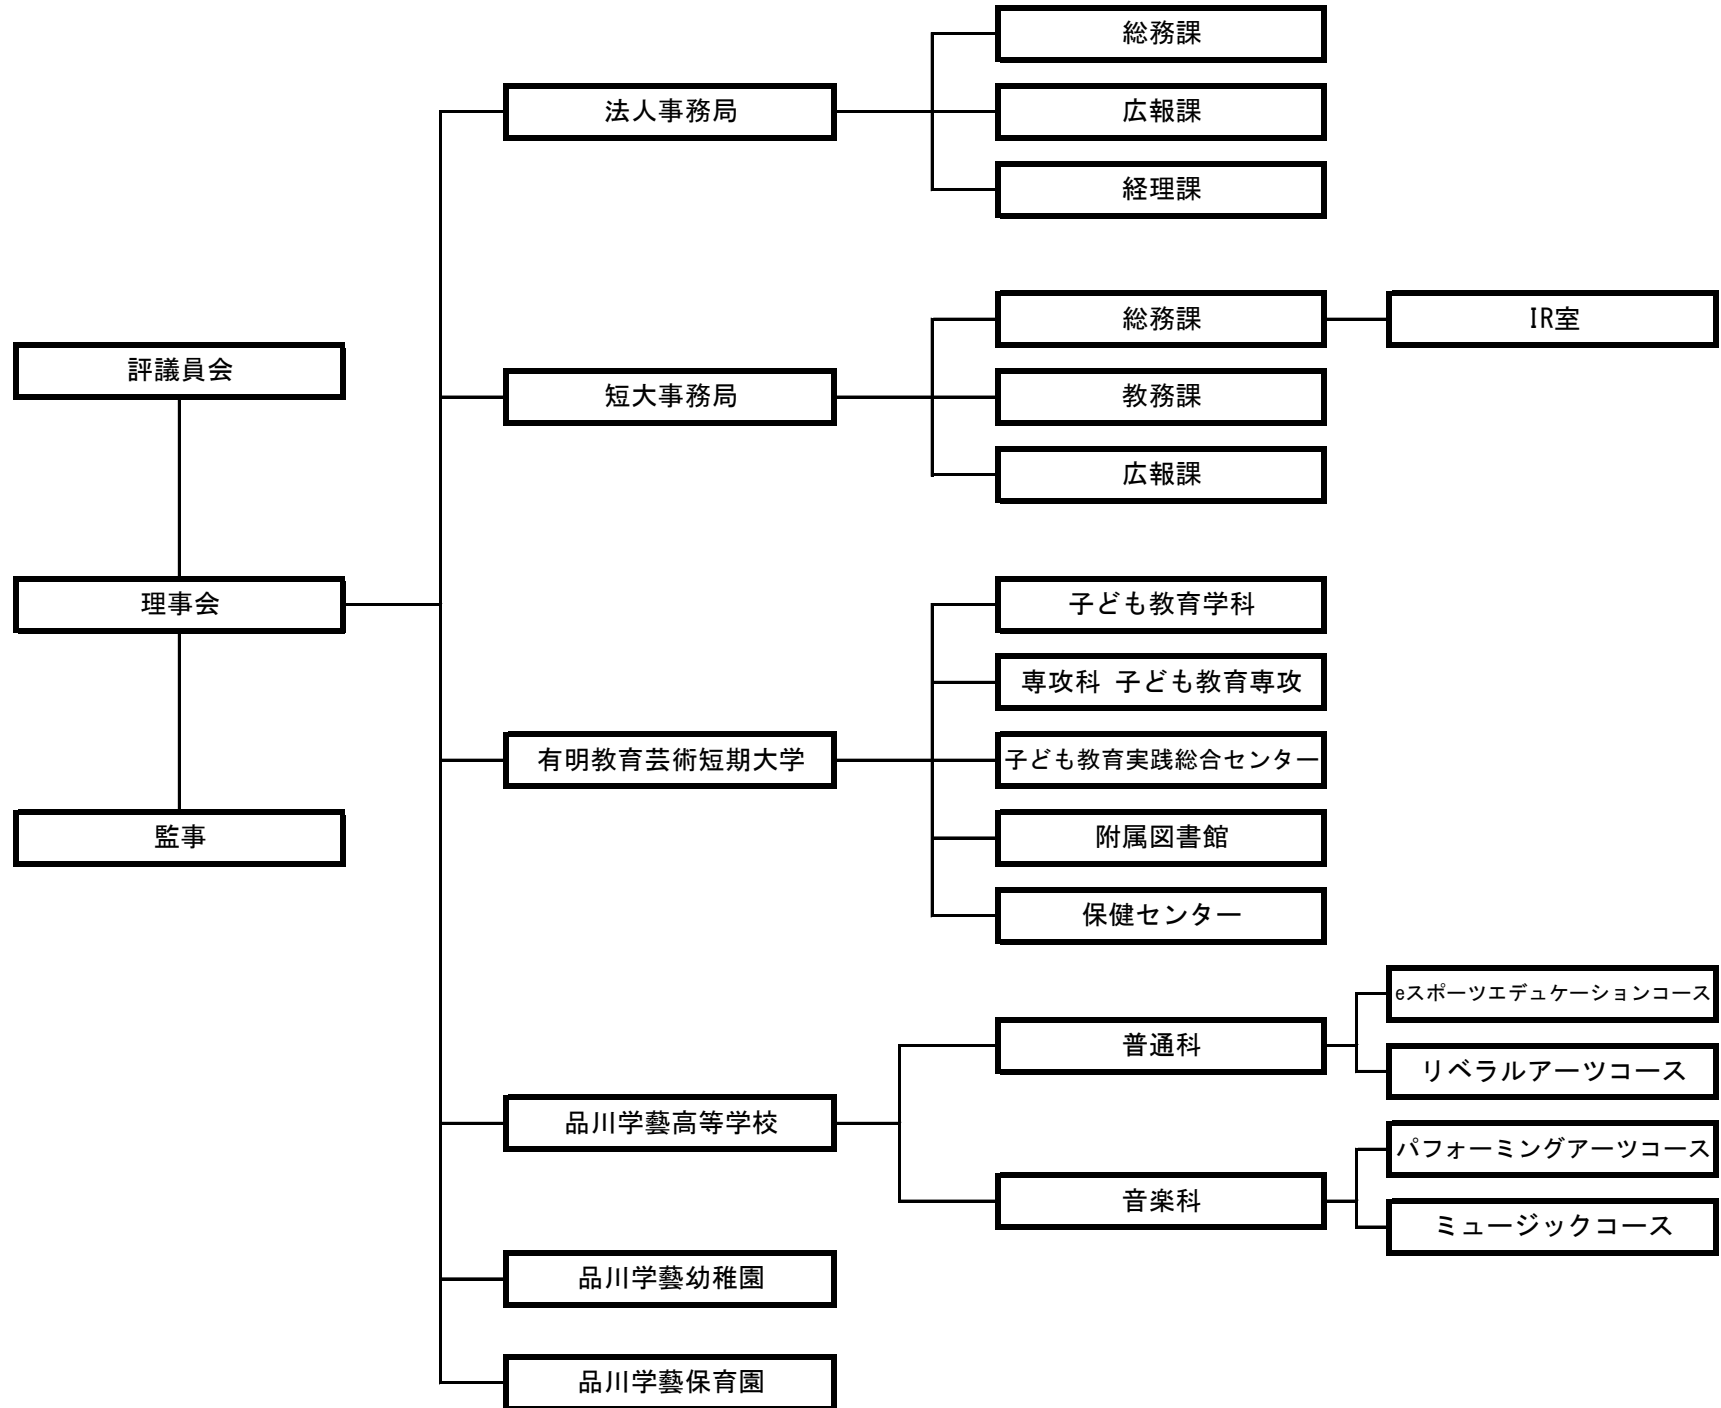 評議員会
理事会
監事
法人事務局
総務課
広報課
経理課
短大事務局
総務課
IR室
教務課
広報課
有明教育芸術短期大学
子ども教育学科
専攻科 子ども教育専攻
子ども教育実践総合センター
附属図書館
保健センター
品川学藝高等学校
普通科
eスポーツエデュケーションコース
リベラルアーツコース
音楽科
パフォーミングアーツコース
ミュージックコース
品川学藝幼稚園
品川学藝保育園